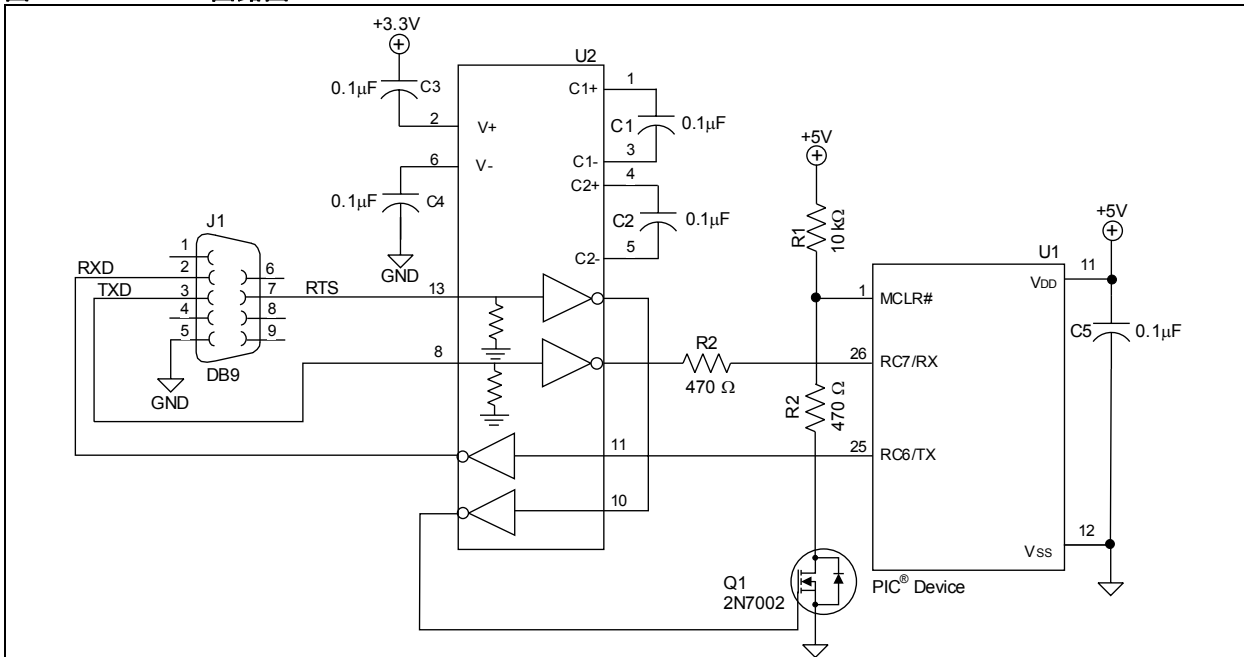 +3.3V
U2
0.1µF
C3
2
V+
6
V-
0.1µF
C4
GND
C1+
1
C1
0.1µF
C1-
3
C2+
4
C2
0.1µF
C2-
5
J1
1
2
3
4
5
6
7
8
9
RXD
TXD
RTS
GND
DB9
13
8
11
10
R2
470 Ω
+5V
R1
10 kΩ
R2
470 Ω
Q1
2N7002
U1
1
MCLR#
26
RC7/RX
25
RC6/TX
VDD
11
+5V
C5
0.1µF
VSS
12
PIC® Device